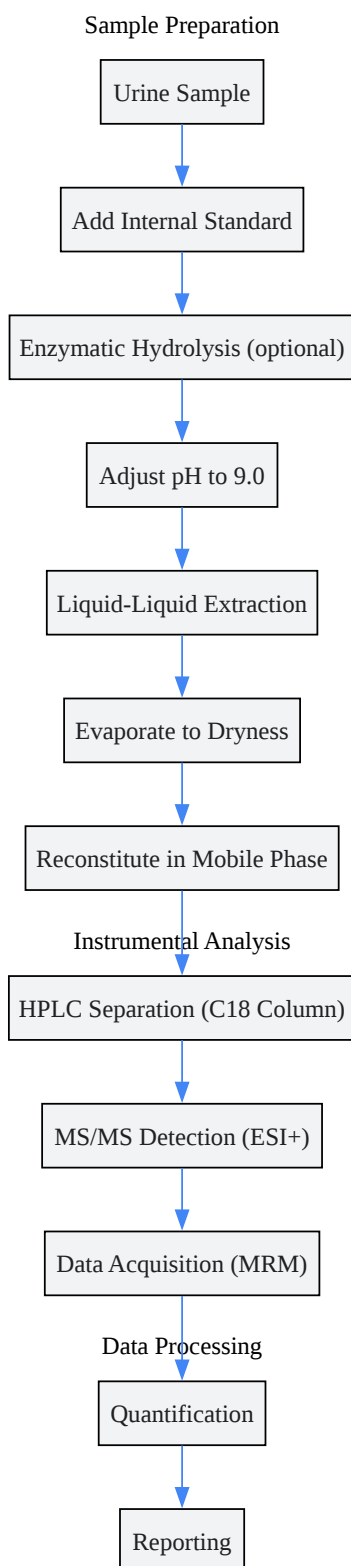 Sample Preparation
Urine Sample
Add Internal Standard
Enzymatic Hydrolysis (optional)
Adjust pH to 9.0
Liquid-Liquid Extraction
Evaporate to Dryness
Reconstitute in Mobile Phase
Instrumental Analysis
HPLC Separation (C18 Column)
MS/MS Detection (ESI+)
Data Acquisition (MRM)
Data Processing
Quantification
Reporting